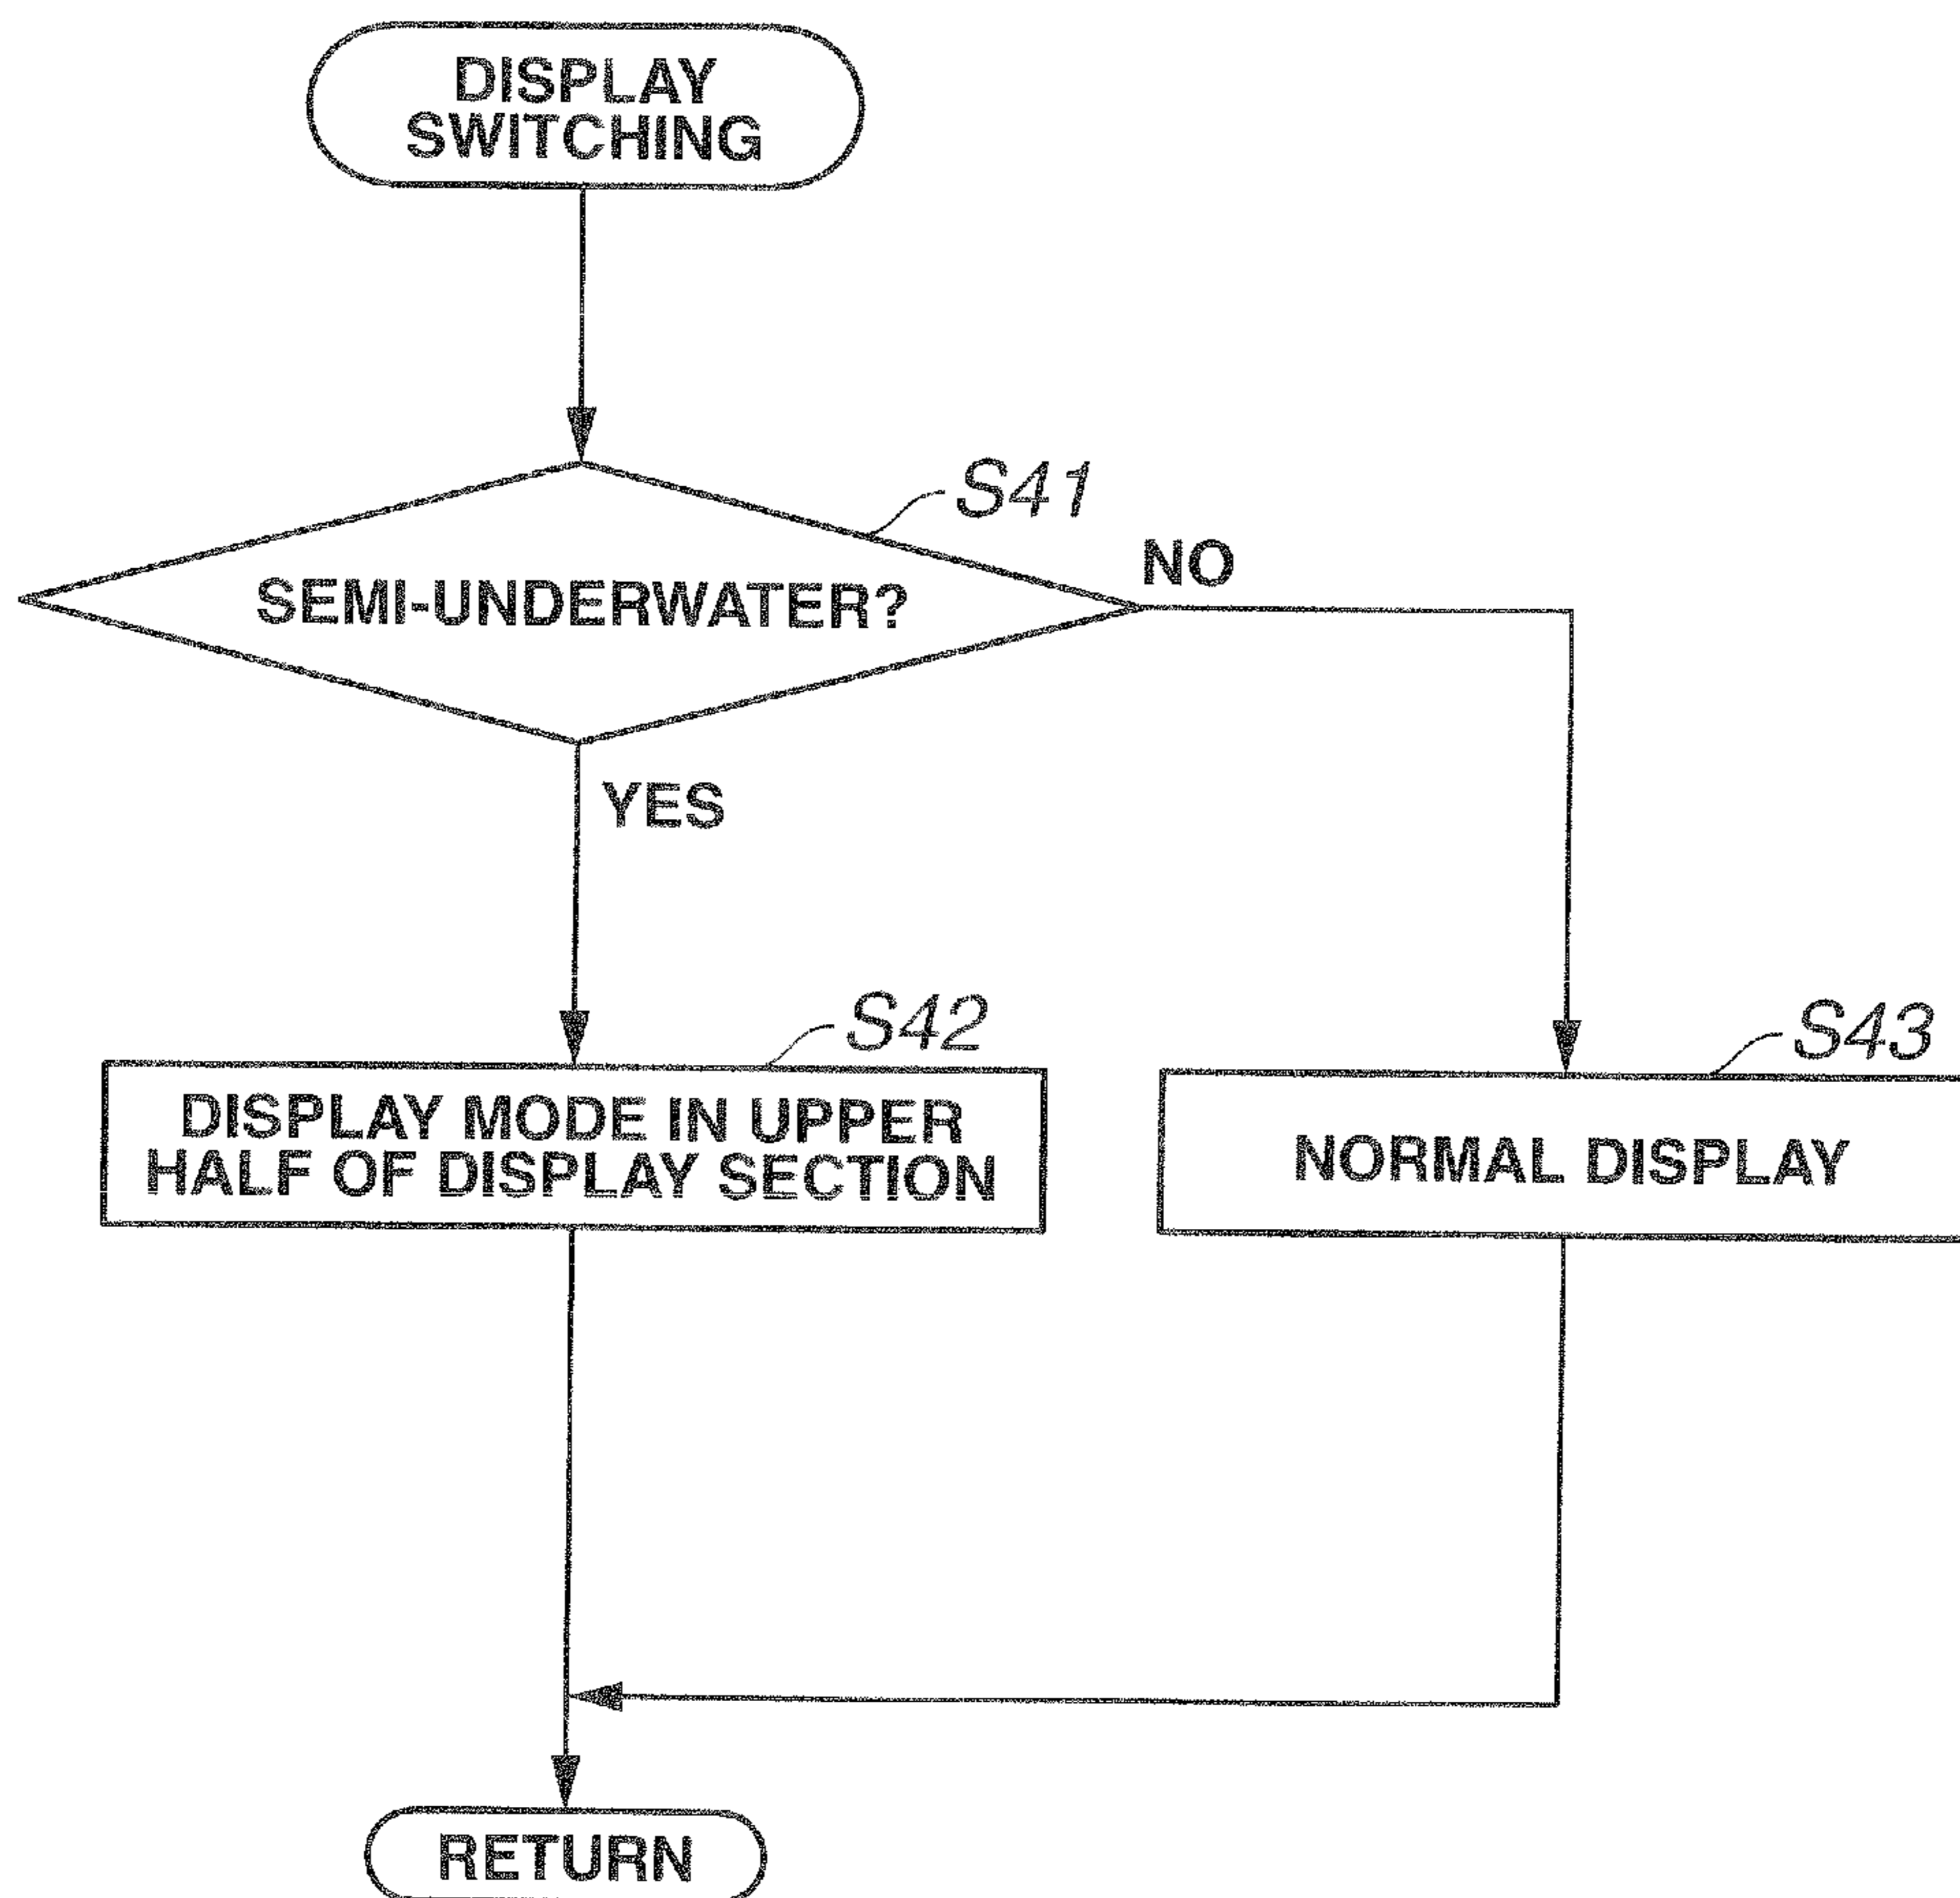 DISPLAY
SWITCHING
S41
SEMI-UNDERWATER?
NO
YES
S42
DISPLAY MODE IN UPPER
HALF OF DISPLAY SECTION
S43
NORMAL DISPLAY
RETURN